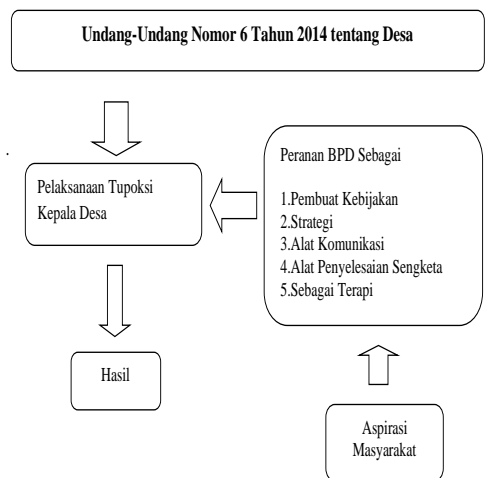 Undang-Undang Nomor 6 Tahun 2014 tentang Desa
.
Pelaksanaan Tupoksi
Kepala Desa
Peranan BPD Sebagai
1.Pembuat Kebijakan
2.Strategi
3.Alat Komunikasi
4.Alat Penyelesaian Sengketa
5.Sebagai Terapi
Hasil
Aspirasi
Masyarakat